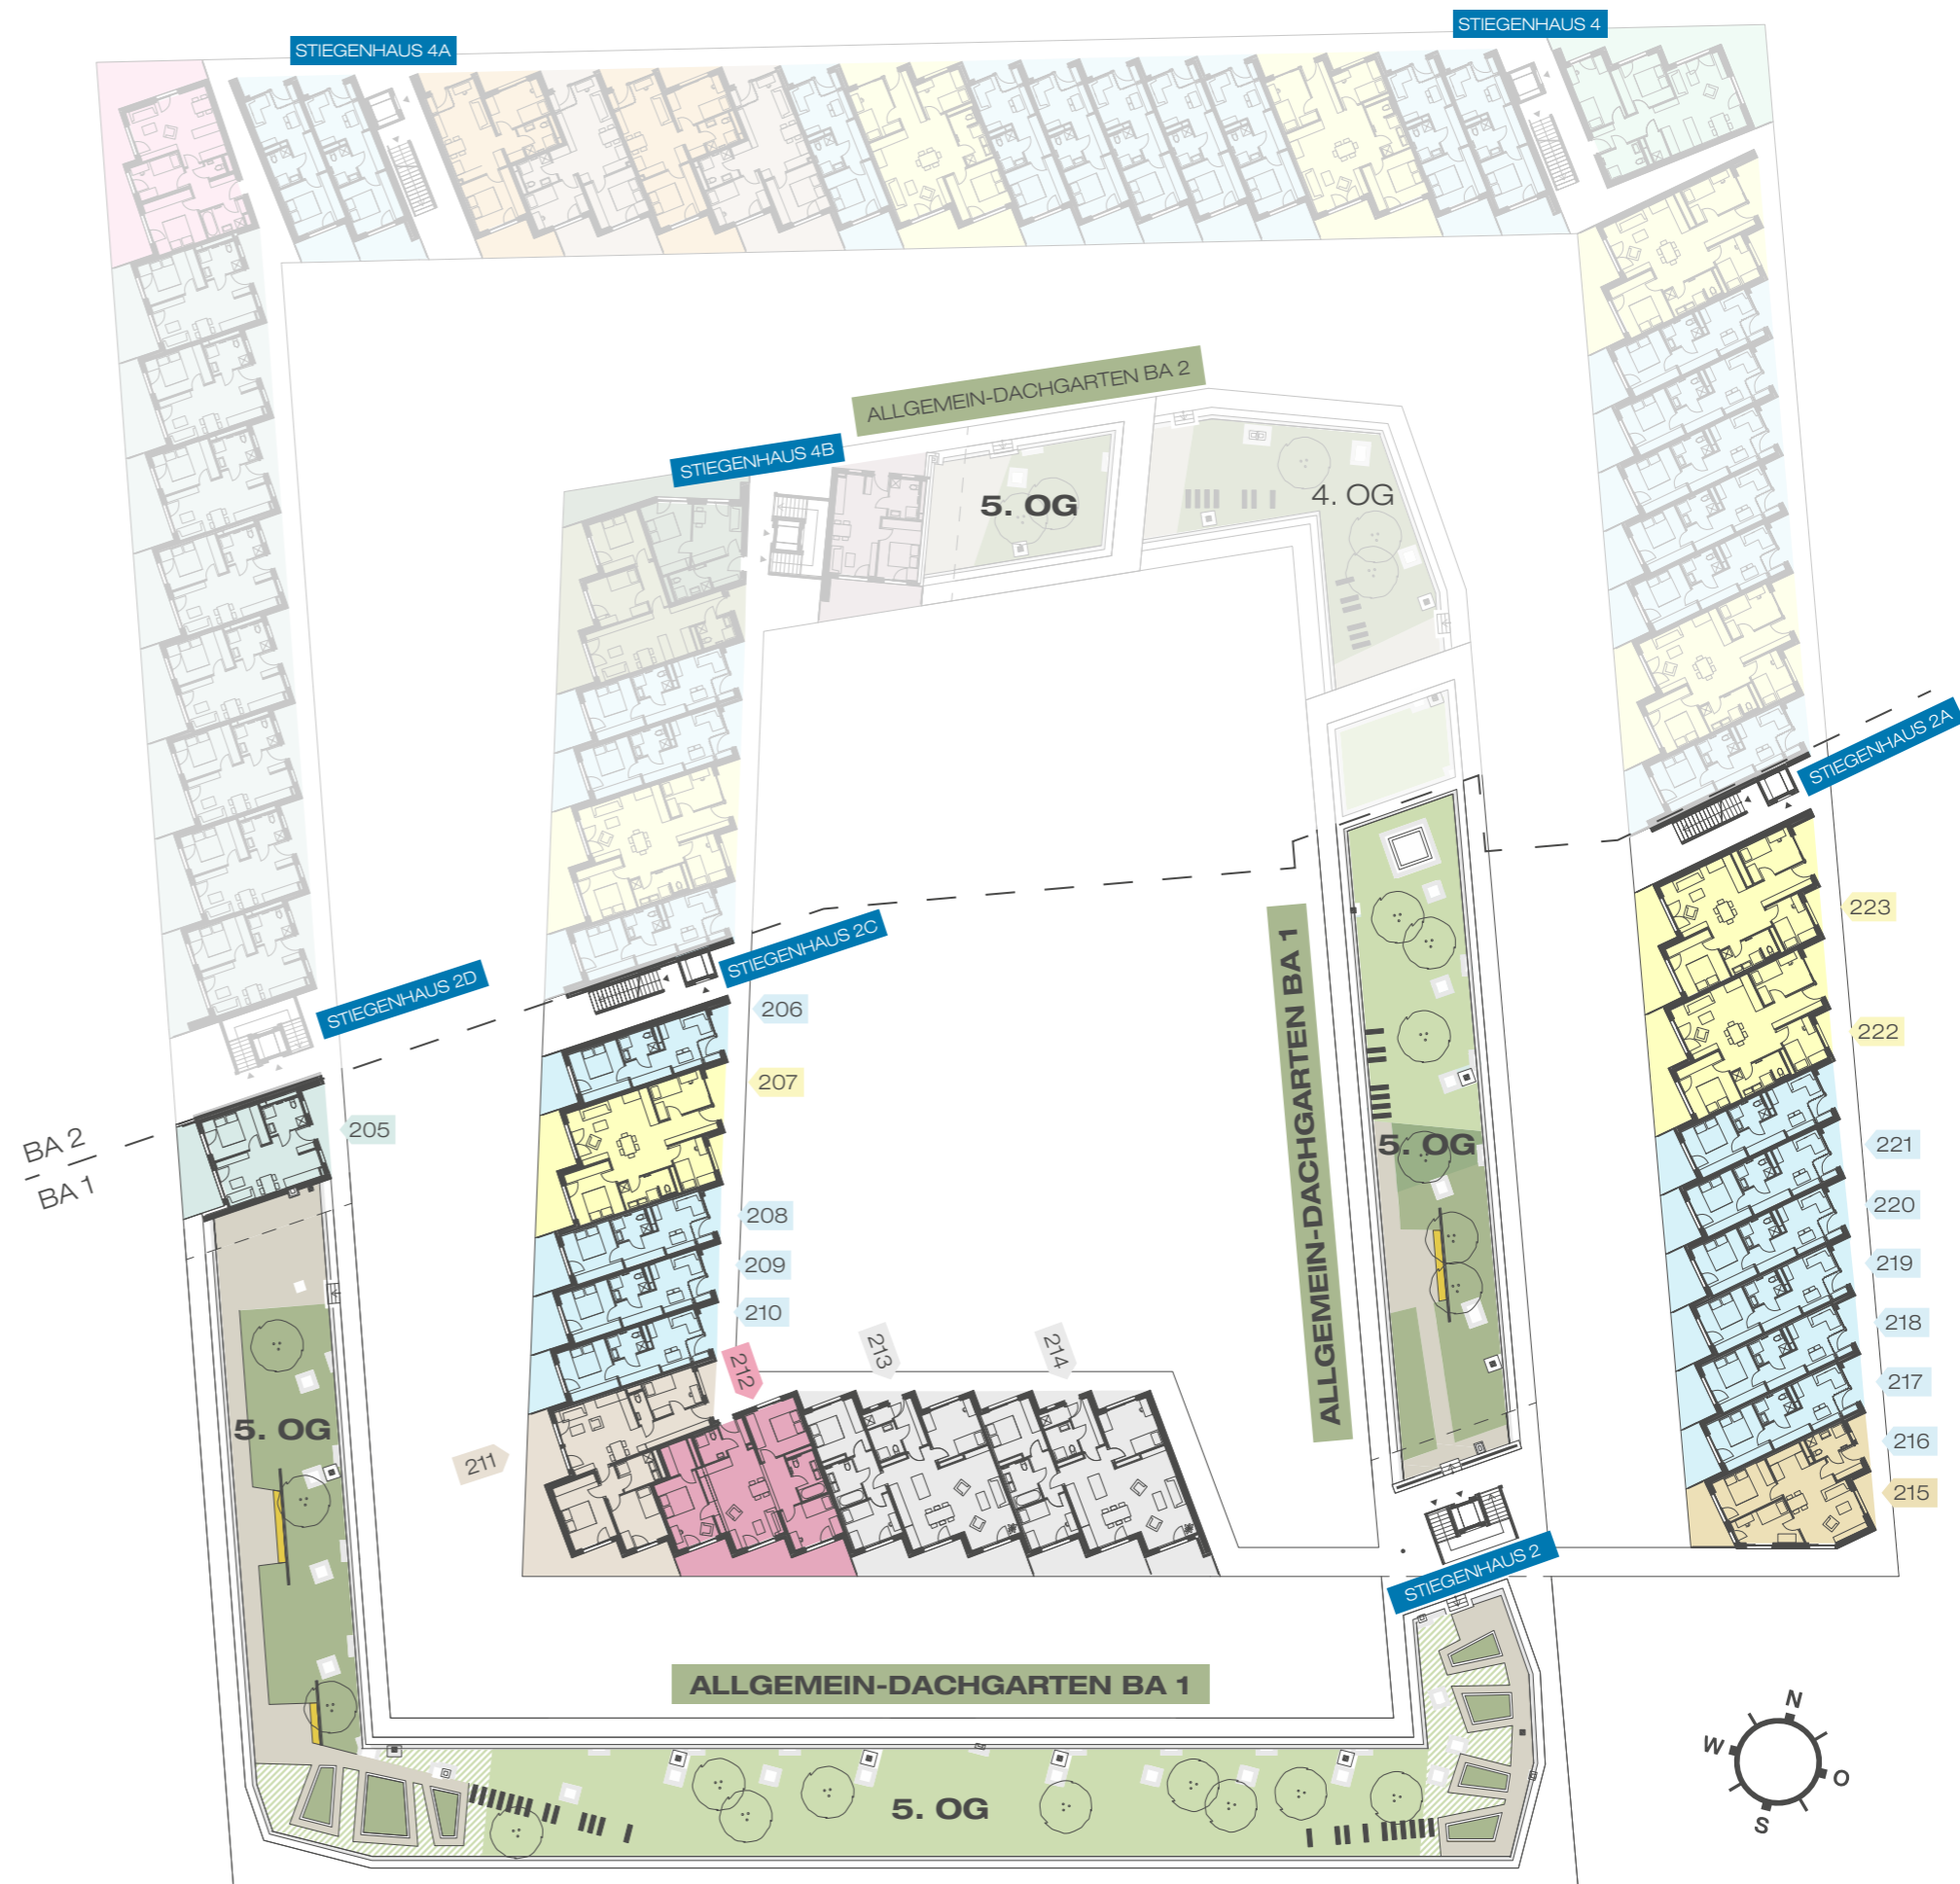 STIEGENHAUS 4A
STIEGENHAUS 4
ALLGEMEIN-DACHGARTEN BA 2
STIEGENHAUS 4B
5. OG
4. OG
STIEGENHAUS 2A
223
STIEGENHAUS 2C
STIEGENHAUS 2D
206
222
207
ALLGEMEIN-DACHGARTEN BA 1
205
BA 2
BA 1
5. OG
221
220
208
209
219
210
218
213
214
212
217
5. OG
216
211
215
STIEGENHAUS 2
ALLGEMEIN-DACHGARTEN BA 1
5. OG
N
W
O
S